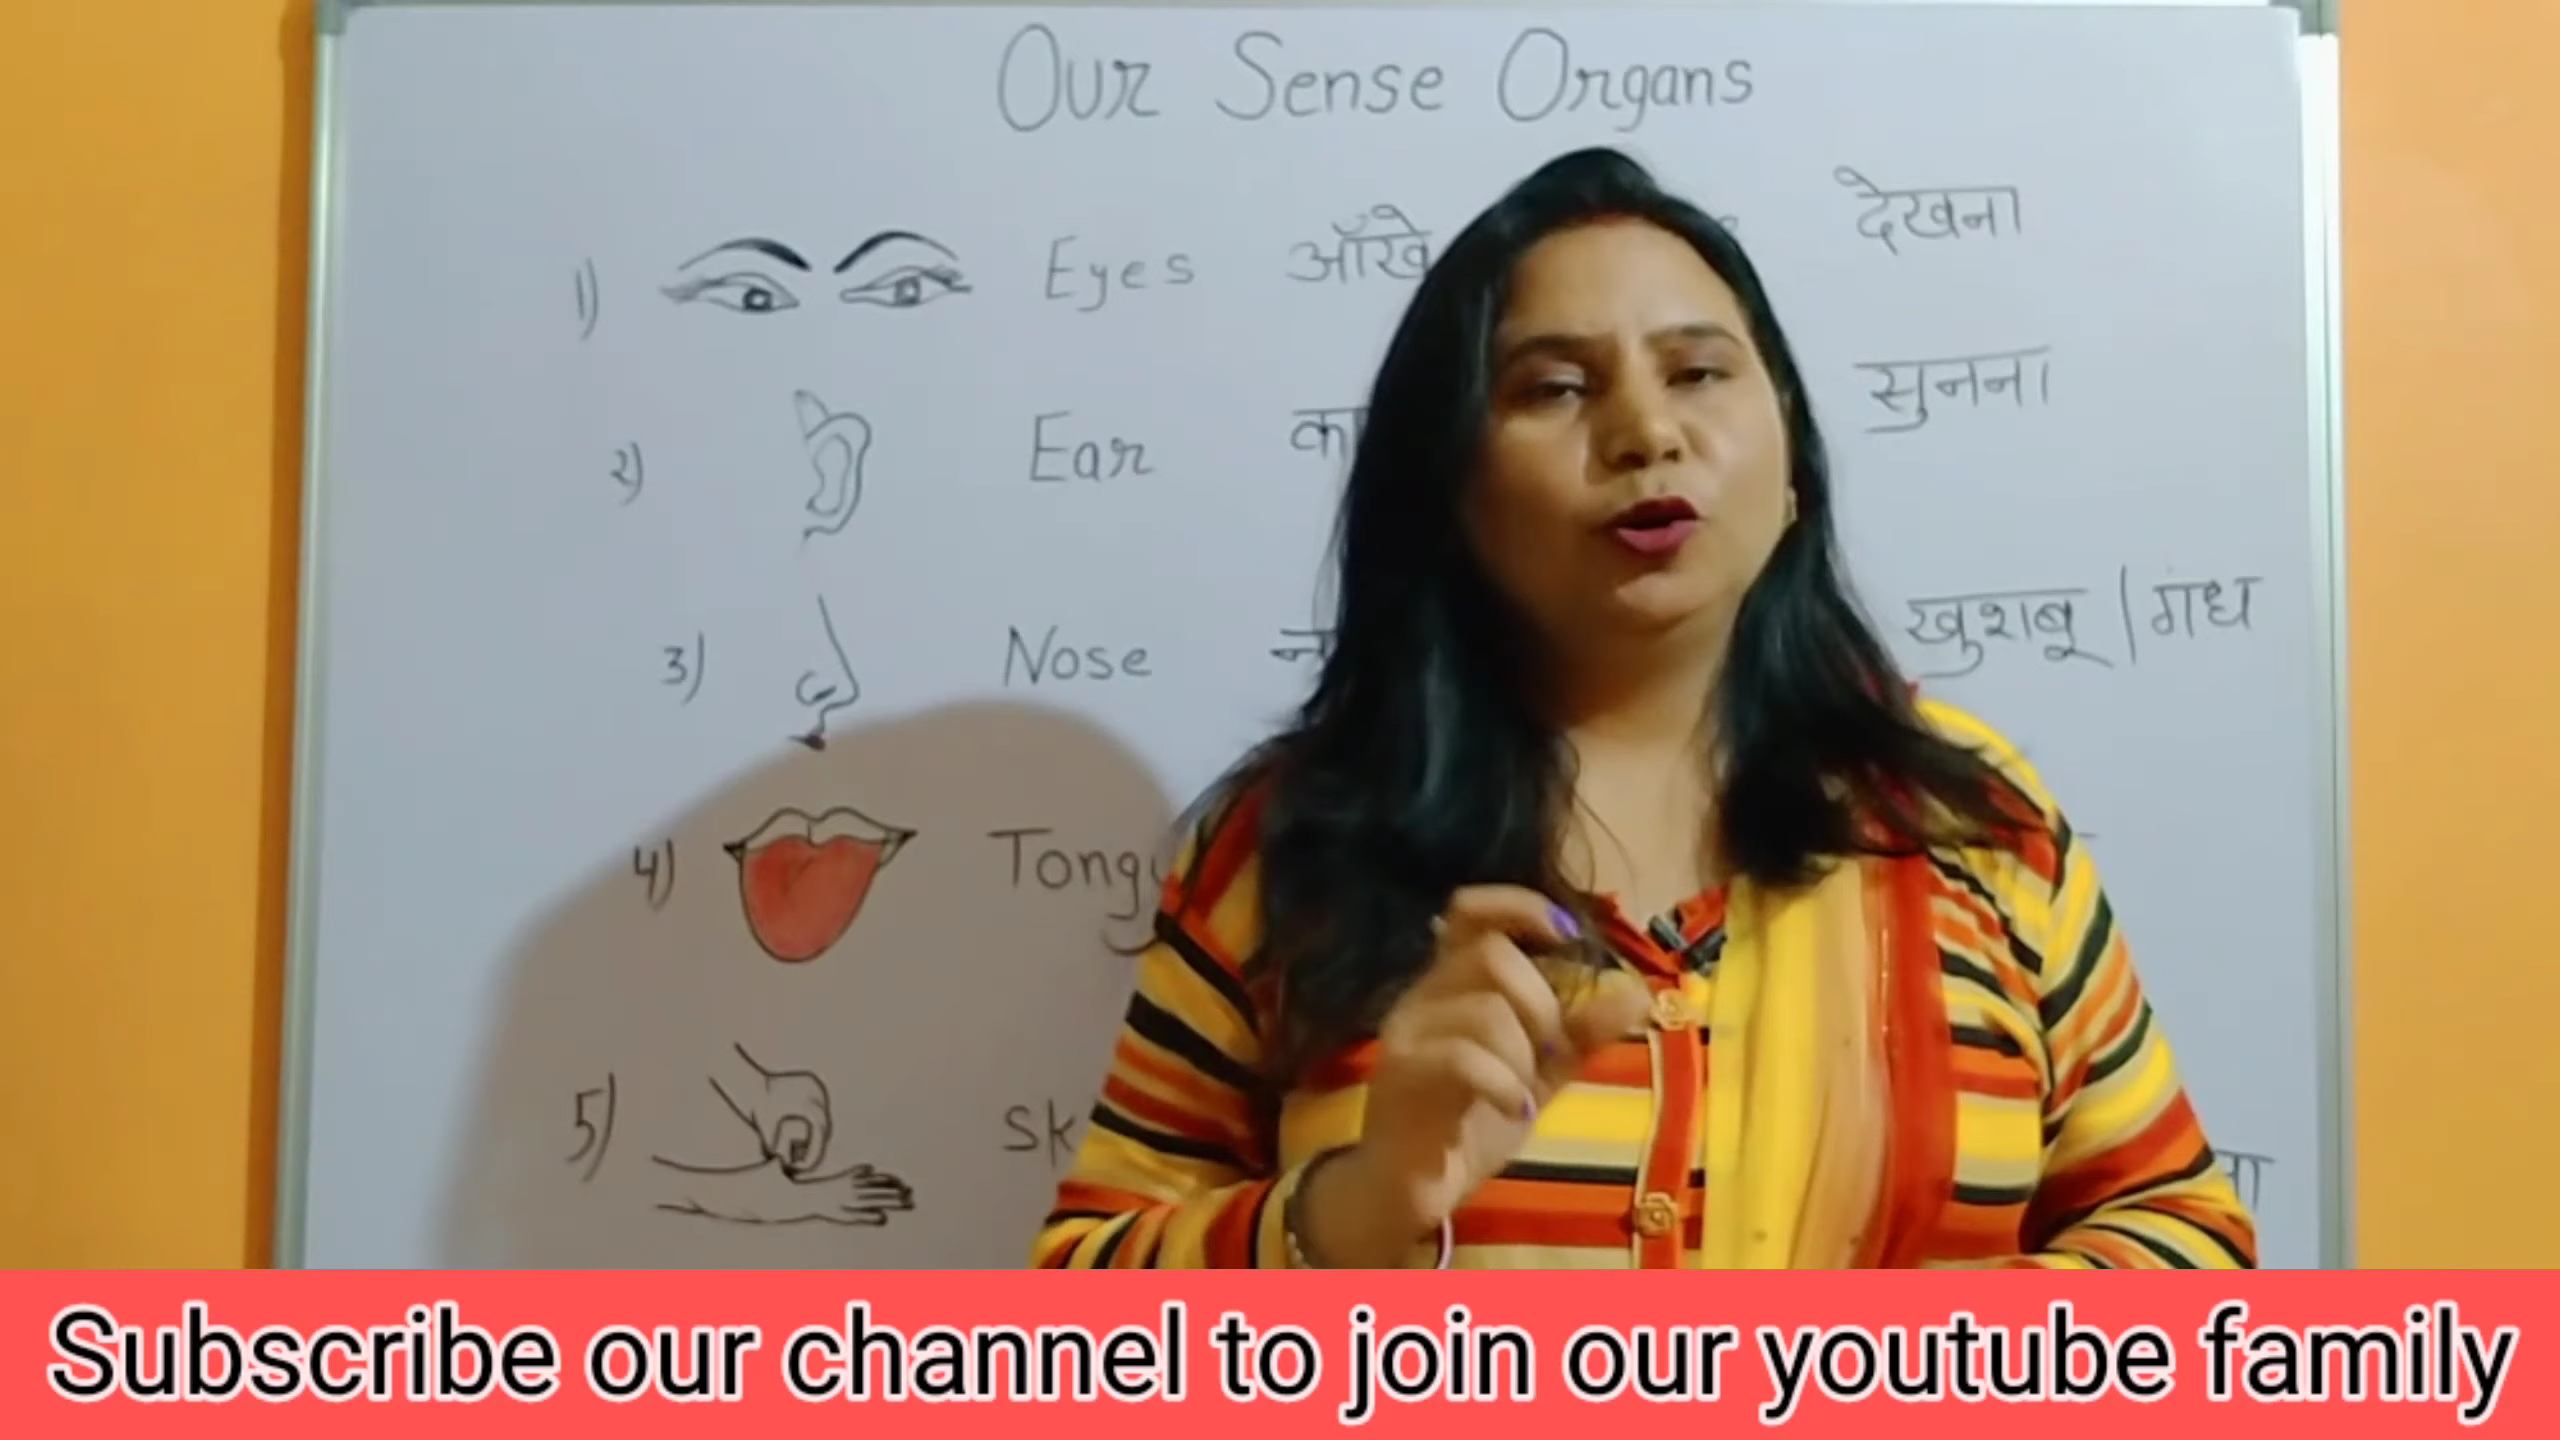 Our Sense Organs
1) Eyes आँखे देखना
2) Ear सुनना
3) Nose खुशबू | गंध
4)
5)
Subscribe our channel to join our youtube family